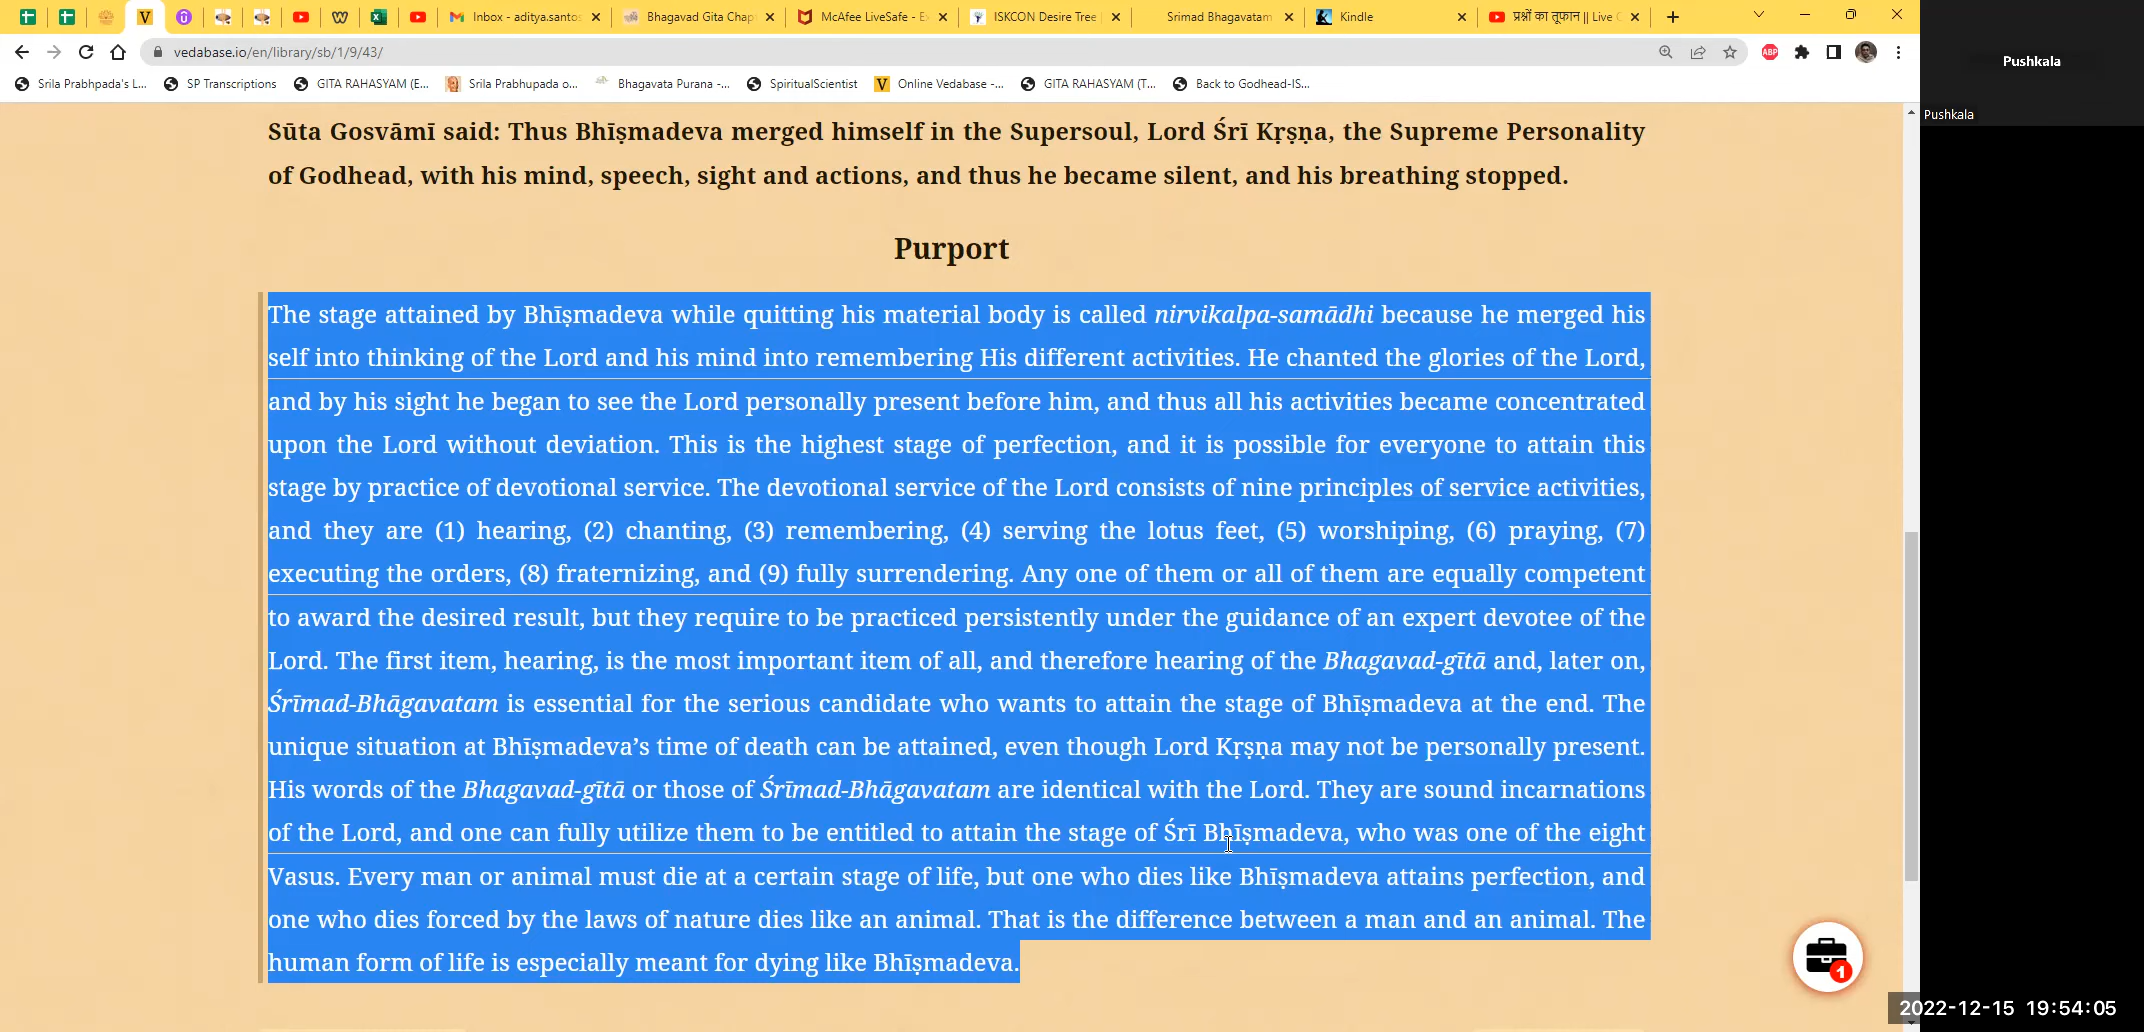 Inbox - aditya.santos
Bhagavad Gita Chap
McAfee LiveSafe - E
ISKCON Desire Tree
Srimad Bhagavatam
Kindle
प्रश्नों का तूफान || Live
vedabase.io/en/library/sb/1/9/43/
ABP
Srila Prabhpada's L...
SP Transcriptions
GITA RAHASYAM (E...
Srila Prabhupada o...
Bhagavata Purana -...
SpiritualScientist
Online Vedabase -...
GITA RAHASYAM (T...
Back to Godhead-IS...
Pushkala
Pushkala
Sūta Gosvāmī said: Thus Bhīṣmadeva merged himself in the Supersoul, Lord Śrī Kṛṣṇa, the Supreme Personality
of Godhead, with his mind, speech, sight and actions, and thus he became silent, and his breathing stopped.
Purport
The stage attained by Bhīṣmadeva while quitting his material body is called nirvikalpa-samādhi because he merged his
self into thinking of the Lord and his mind into remembering His different activities. He chanted the glories of the Lord,
and by his sight he began to see the Lord personally present before him, and thus all his activities became concentrated
upon the Lord without deviation. This is the highest stage of perfection, and it is possible for everyone to attain this
stage by practice of devotional service. The devotional service of the Lord consists of nine principles of service activities,
and they are (1) hearing, (2) chanting, (3) remembering, (4) serving the lotus feet, (5) worshiping, (6) praying, (7)
executing the orders, (8) fraternizing, and (9) fully surrendering. Any one of them or all of them are equally competent
to award the desired result, but they require to be practiced persistently under the guidance of an expert devotee of the
Lord. The first item, hearing, is the most important item of all, and therefore hearing of the Bhagavad-gītā and, later on,
Śrīmad-Bhāgavatam is essential for the serious candidate who wants to attain the stage of Bhīṣmadeva at the end. The
unique situation at Bhīṣmadeva’s time of death can be attained, even though Lord Kṛṣṇa may not be personally present.
His words of the Bhagavad-gītā or those of Śrīmad-Bhāgavatam are identical with the Lord. They are sound incarnations
of the Lord, and one can fully utilize them to be entitled to attain the stage of Śrī Bhīṣmadeva, who was one of the eight
Vasus. Every man or animal must die at a certain stage of life, but one who dies like Bhīṣmadeva attains perfection, and
one who dies forced by the laws of nature dies like an animal. That is the difference between a man and an animal. The
human form of life is especially meant for dying like Bhīṣmadeva.
1
2022-12-15 19:54:05